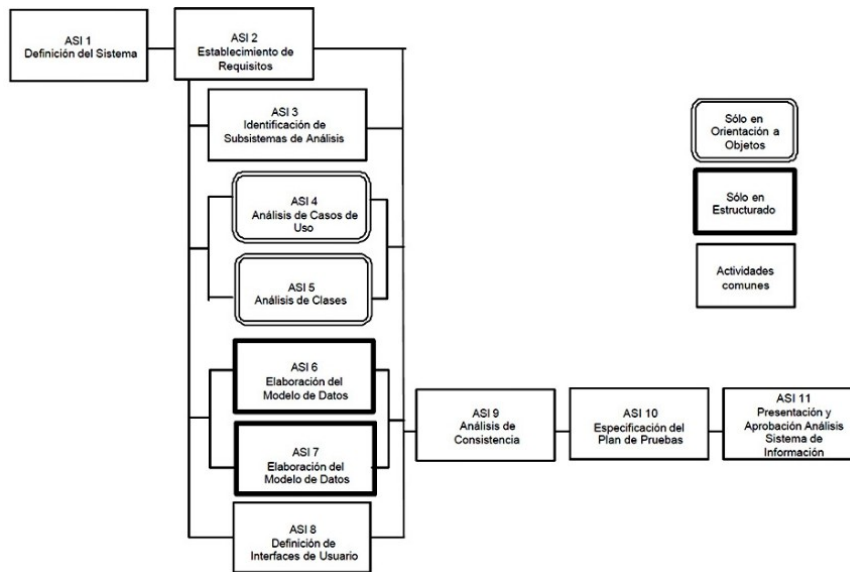 ASI 1
Definición del Sistema
ASI 2
Establecimiento de
Requisitos
ASI 3
Identificación de
Subsistemas de Análisis
ASI 4
Análisis de Casos de
Uso
ASI 5
Análisis de Clases
ASI 6
Elaboración del
Modelo de Datos
ASI 7
Elaboración del
Modelo de Datos
ASI 8
Definición de
Interfaces de Usuario
ASI 9
Análisis de
Consistencia
ASI 10
Especificación del
Plan de Pruebas
ASI 11
Presentación y
Aprobación Análisis
Sistema de
Información
Sólo en
Orientación a
Objetos
Sólo en
Estructurado
Actividades
comunes